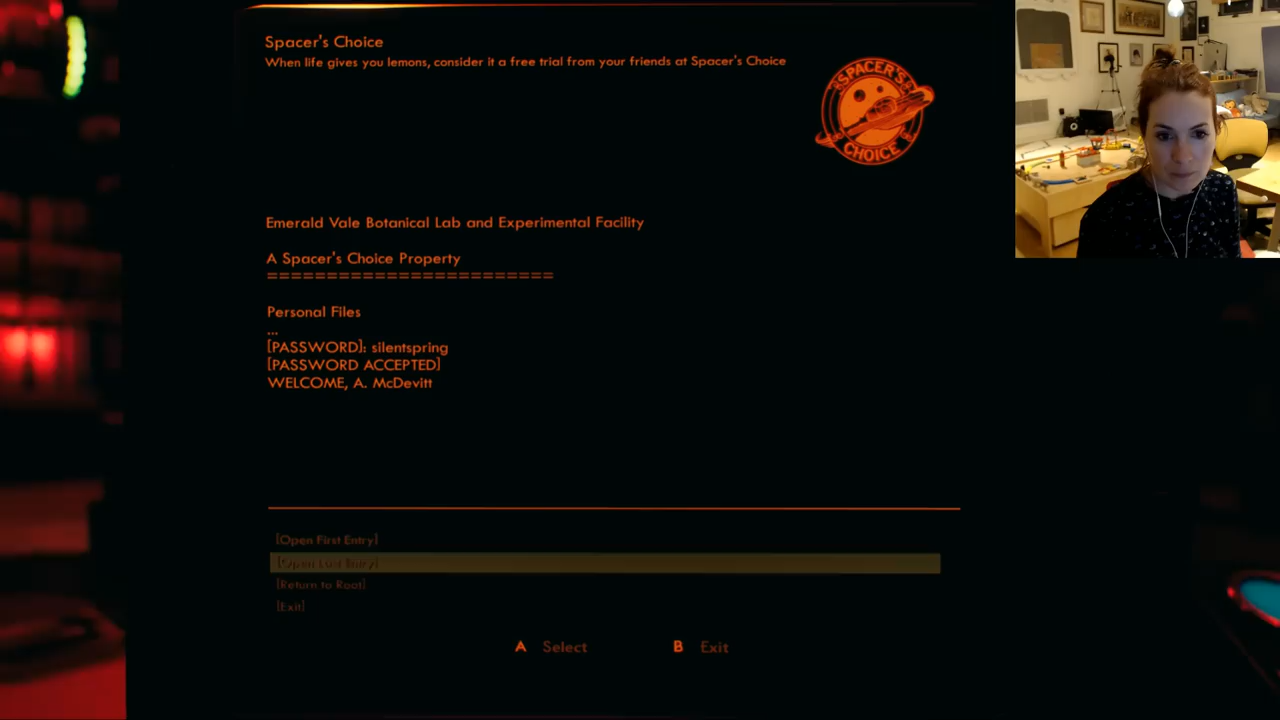 Spacer's Choice
When life gives you lemons, consider it a free trial from your friends at Spacer's Choice
SPACER'S
CHOICE
Emerald Vale Botanical Lab and Experimental Facility
A Spacer's Choice Property
========================
Personal Files
...
[PASSWORD]: silentspring
[PASSWORD ACCEPTED]
WELCOME, A. McDevitt
[Open First Entry]
[Open Last Entry]
[Return to Root]
[Exit]
A Select B Exit